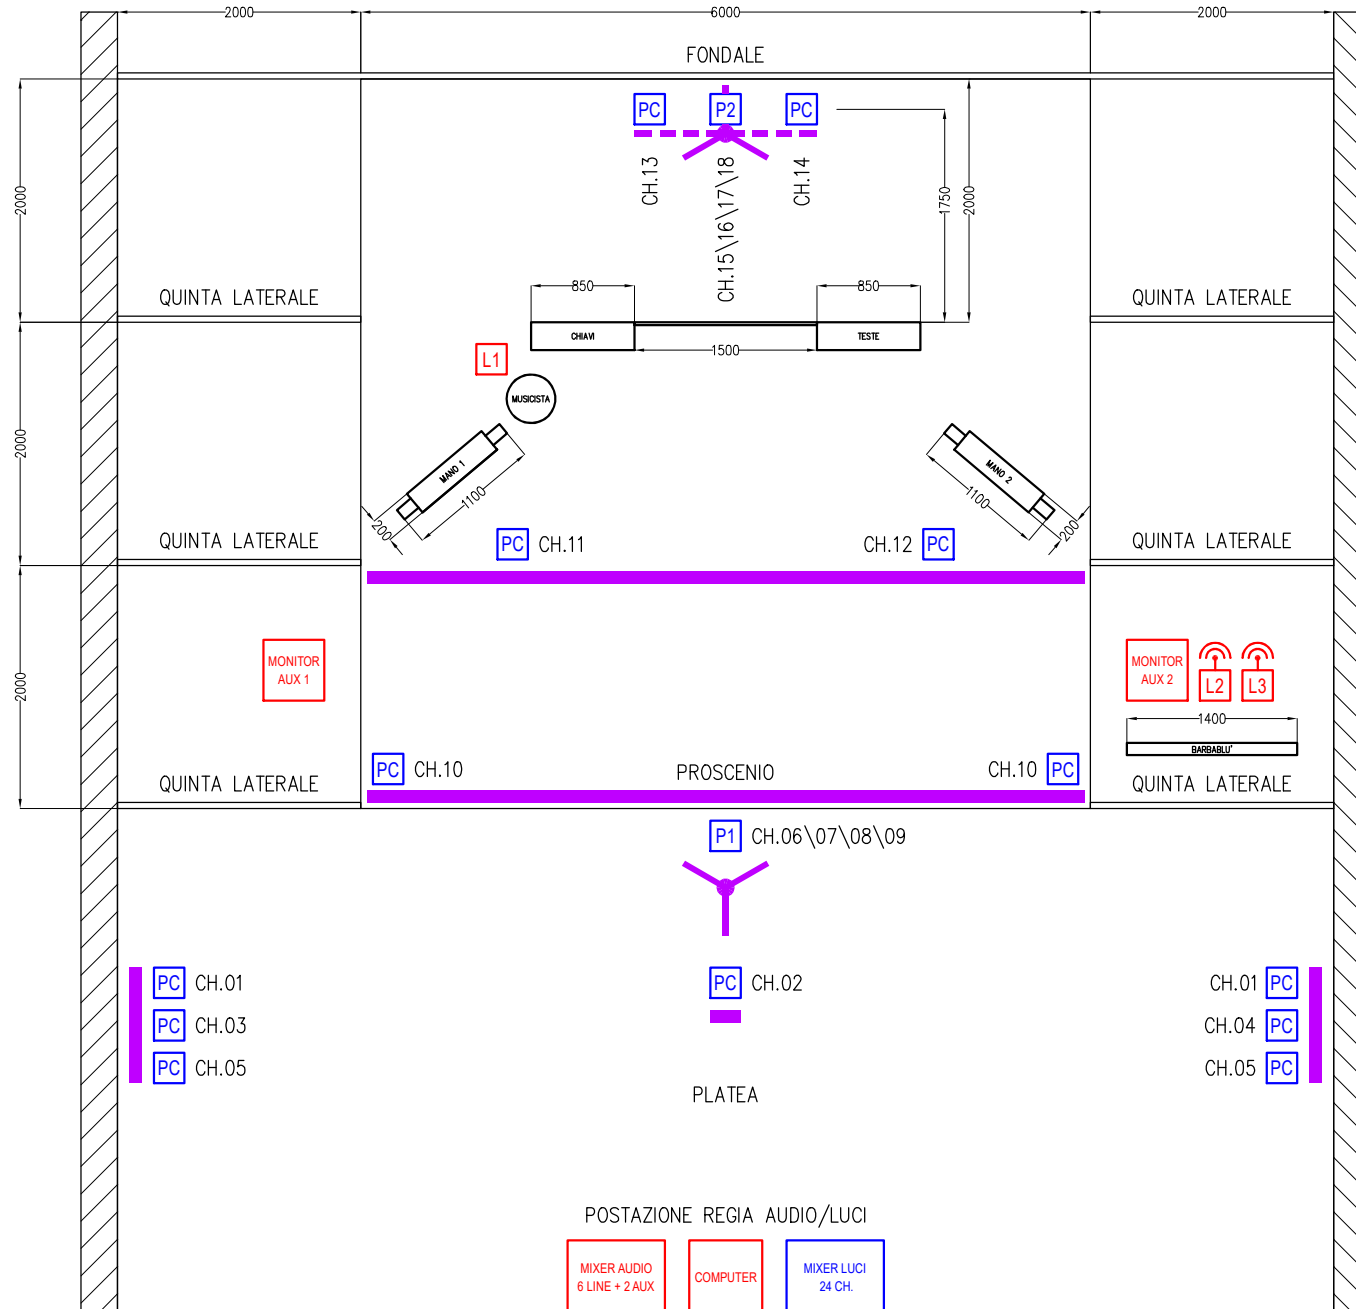 2000 6000 2000
FONDALE
PC P2 PC
CH.13 CH.15\16\17\18 CH.14
1750 2000
2000
QUINTA LATERALE QUINTA LATERALE
850 850
CHIAVI TESTE
1500
L1
MUSICISTA
2000
MANO 1 MANO 2
1100 1100
200 200
QUINTA LATERALE QUINTA LATERALE
PC CH.11 CH.12 PC
2000
MONITOR
AUX 1
MONITOR
AUX 2
L2 L3
1400
BARBABLU'
PC CH.10 PROSCENIO CH.10 PC
QUINTA LATERALE QUINTA LATERALE
P1 CH.06\07\08\09
PC CH.01 PC CH.02 CH.01 PC
PC CH.03 CH.04 PC
PC CH.05 CH.05 PC
PLATEA
POSTAZIONE REGIA AUDIO/LUCI
MIXER AUDIO
6 LINE + 2 AUX
COMPUTER
MIXER LUCI
24 CH.